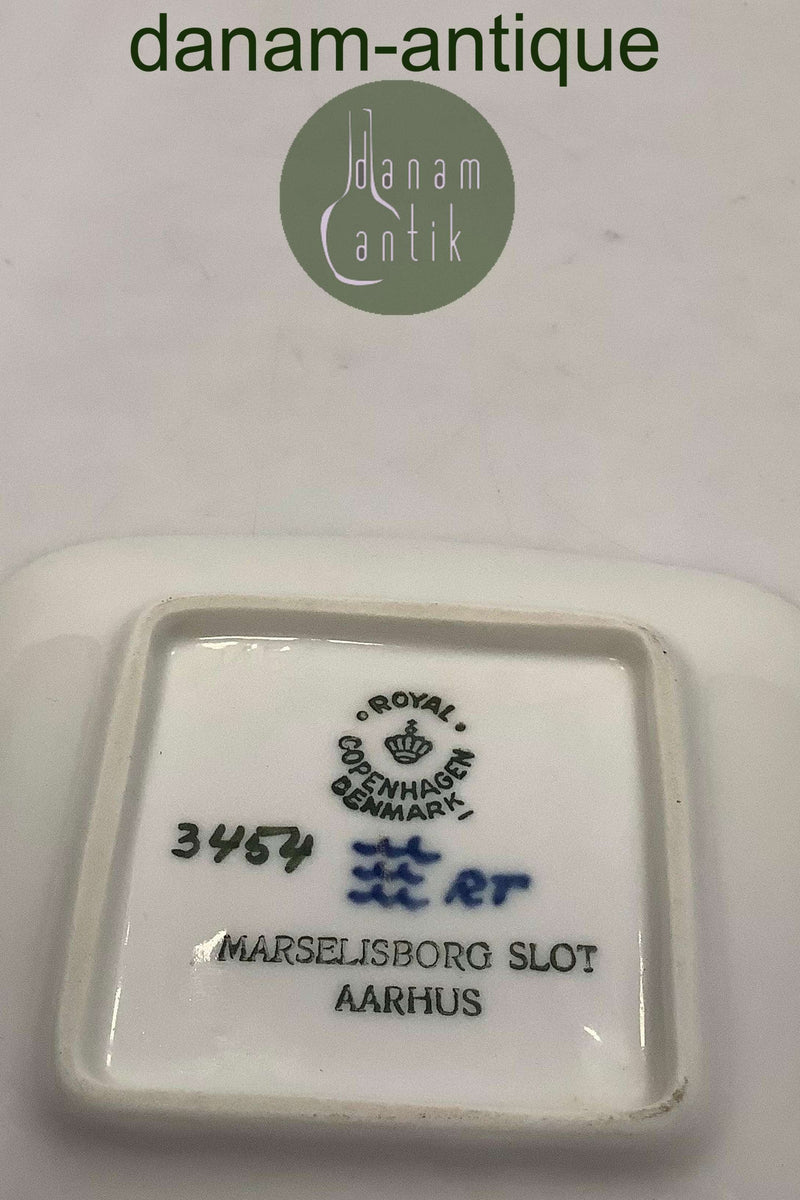 danam-antique
danam
antik
ROYAL
COPENHAGEN
DENMARK
3454 RT
MARSELISBORG SLOT
AARHUS